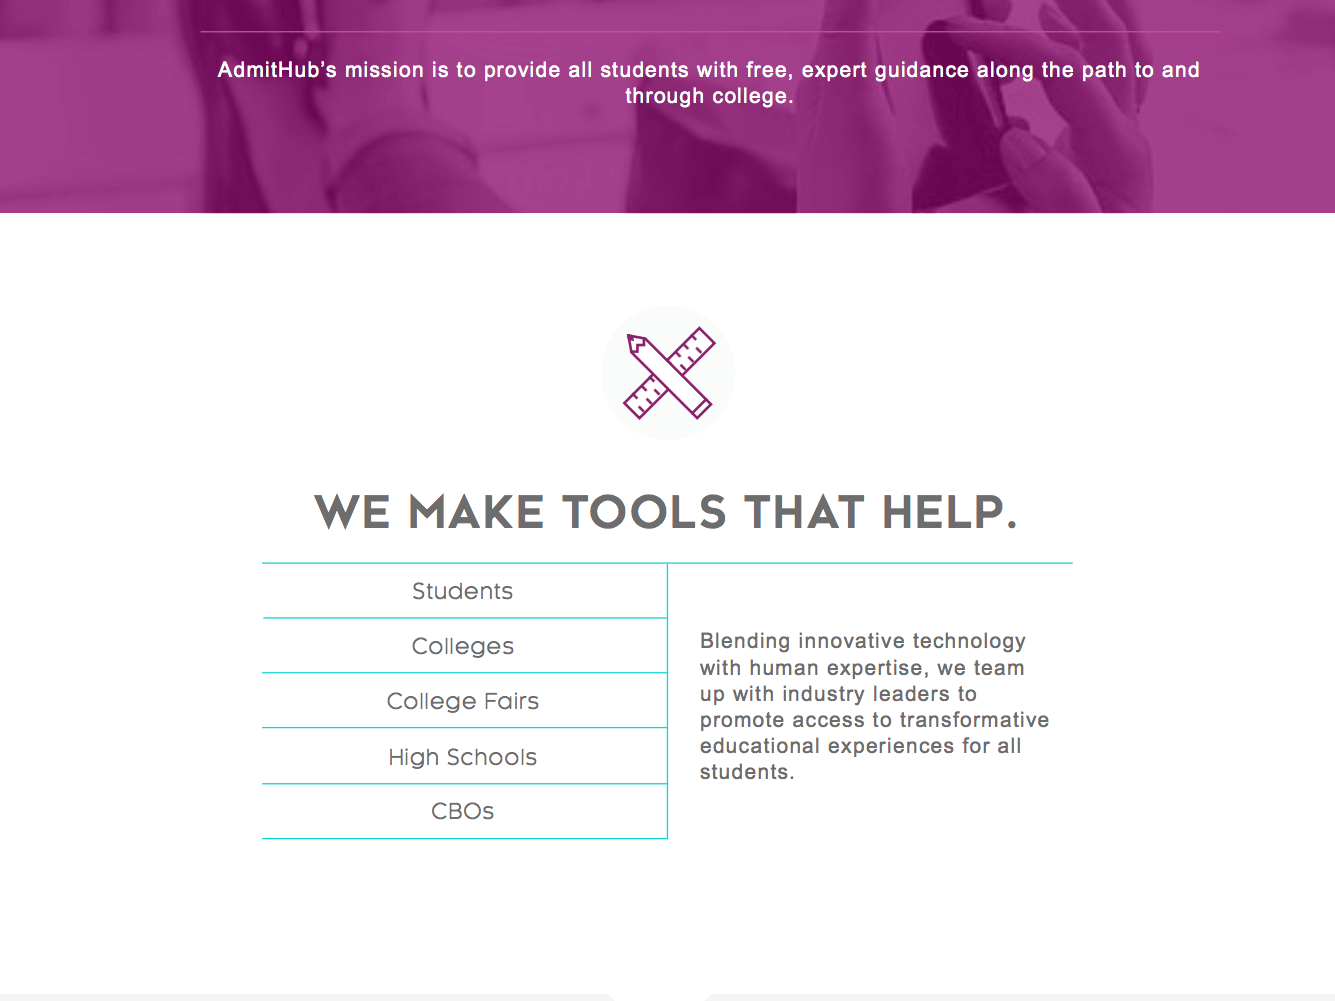 AdmitHub's mission is to provide all students with free, expert guidance along the path to and
through college.
WE MAKE TOOLS THAT HELP.
Students
Colleges
College Fairs
High Schools
CBOs
Blending innovative technology
with human expertise, we team
up with industry leaders to
promote access to transformative
educational experiences for all
students.